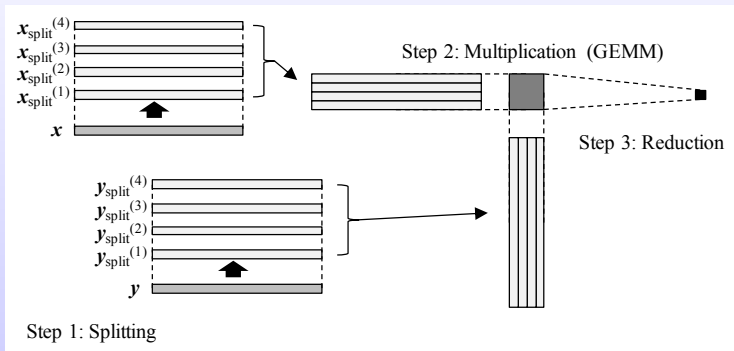 x_split^(4)
x_split^(3)
x_split^(2)
x_split^(1)
x
Step 2: Multiplication (GEMM)
Step 3: Reduction
y_split^(4)
y_split^(3)
y_split^(2)
y_split^(1)
y
Step 1: Splitting